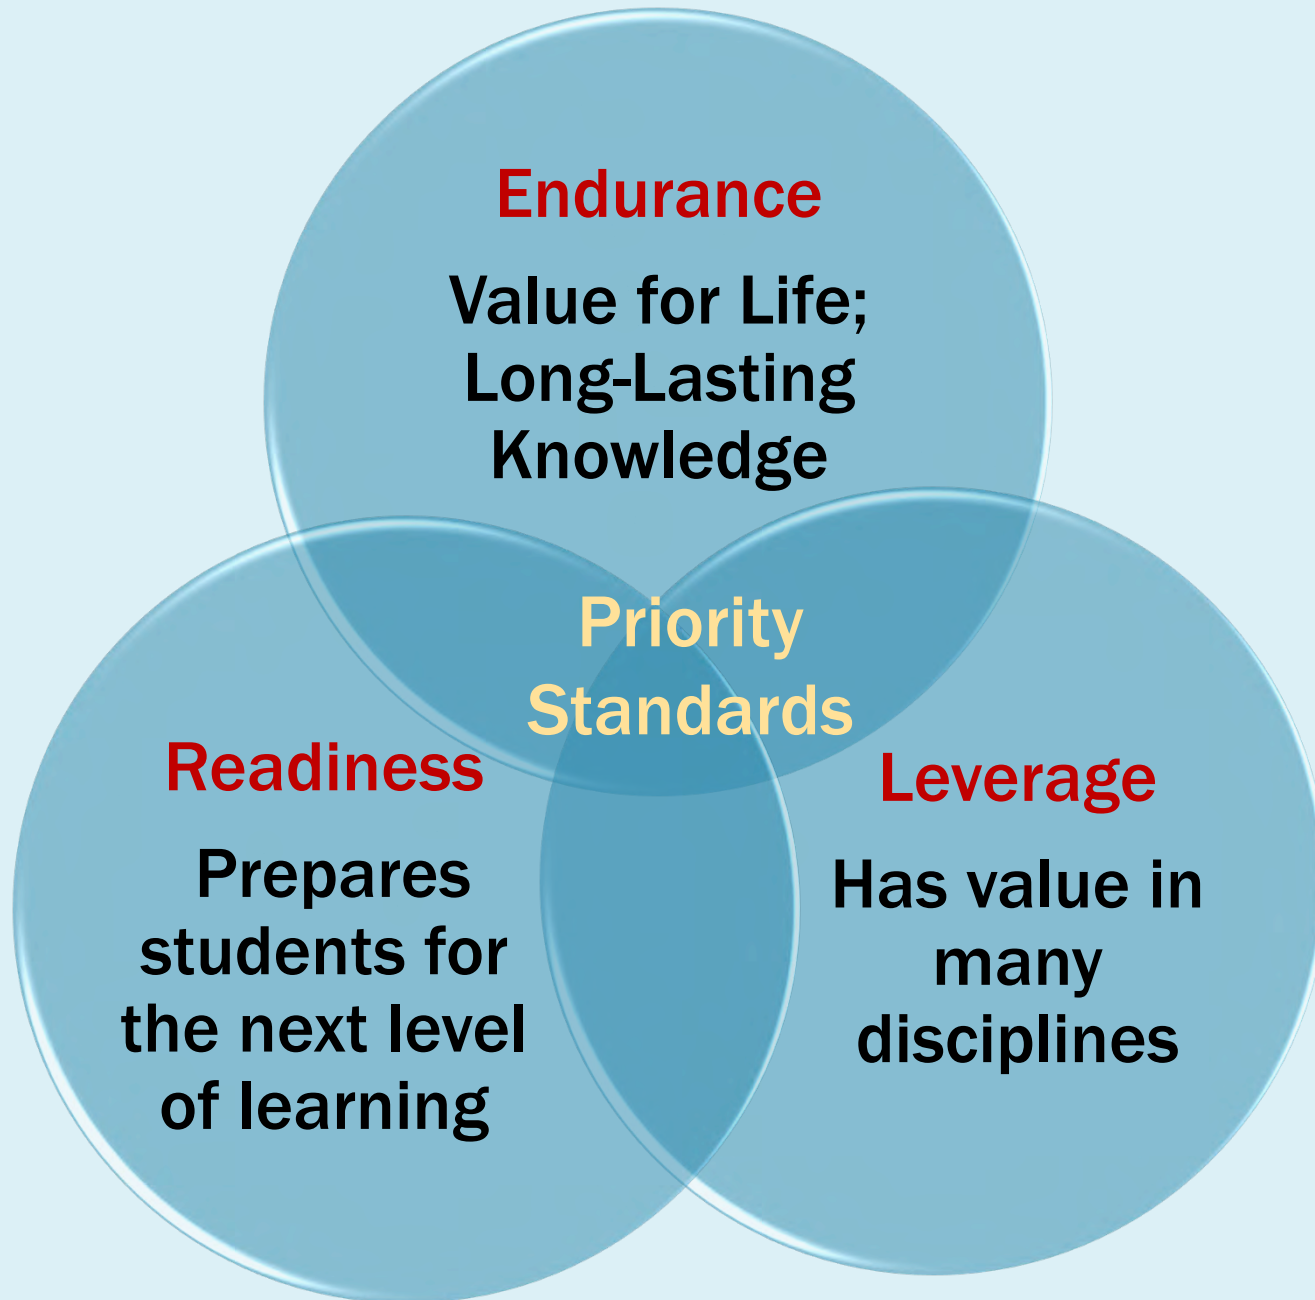 Endurance
Value for Life;
Long-Lasting
Knowledge
Priority
Standards
Readiness
Prepares
students for
the next level
of learning
Leverage
Has value in
many
disciplines